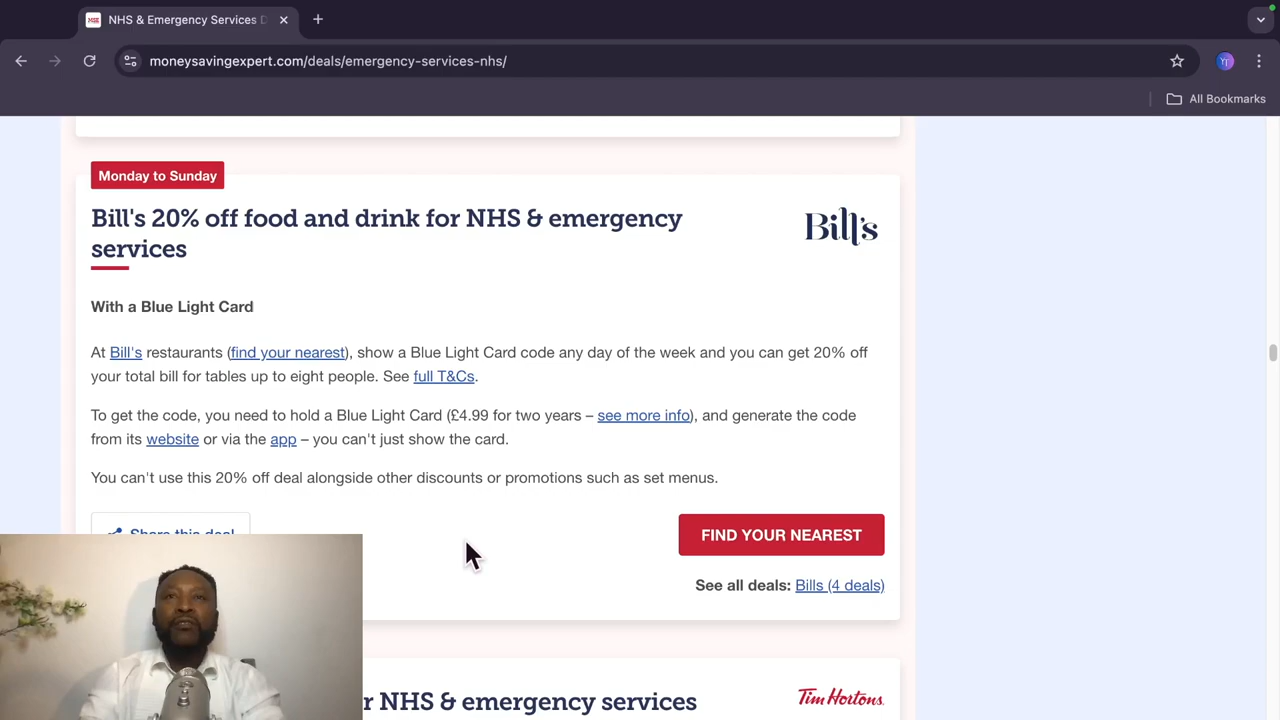 NHS & Emergency Services D
moneysavingexpert.com/deals/emergency-services-nhs/
All Bookmarks
Monday to Sunday
Bill's 20% off food and drink for NHS & emergency
services
Bill's
With a Blue Light Card
At Bill's restaurants (find your nearest), show a Blue Light Card code any day of the week and you can get 20% off
your total bill for tables up to eight people. See full T&Cs.
To get the code, you need to hold a Blue Light Card (£4.99 for two years – see more info), and generate the code
from its website or via the app – you can't just show the card.
You can't use this 20% off deal alongside other discounts or promotions such as set menus.
Share this deal
FIND YOUR NEAREST
See all deals: Bills (4 deals)
r NHS & emergency services
Tim Hortons.